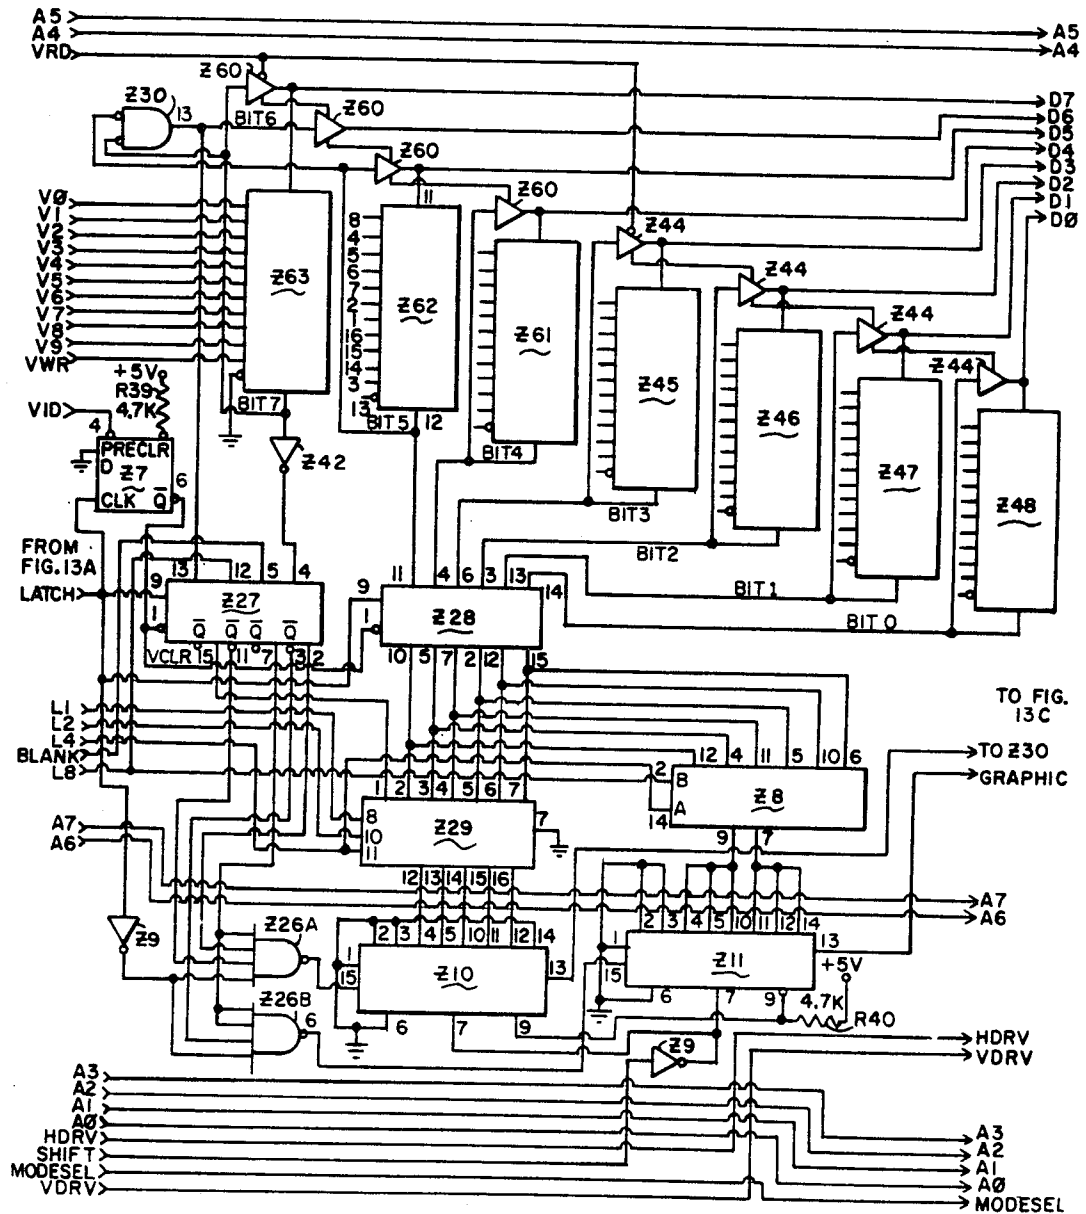 A5 A5
A4 A4
VRD
Z60
D7
Z30 13 Z60
BIT6
D6
D5
Z60
D4
D3
11
Z60
D2
VØ
D1
V1 8 Z44 DØ
V2 4
V3 5
V4 6 Z44
V5 Z63 7
V6 2 Z62
V7 1 Z44
V8 16 Z61
V9 15
VWR 14 Z44
+5V 3 Z45
R39
4.7K BIT7 13 12 Z46
VID BIT5
4 BIT4
PRECLR Z42
D Z7 6 Z47
CLK Q Z48
BIT3
FROM
FIG.13A
BIT2
13 12 5 4 11 4 6 3 13 14
LATCH 9 9 BIT1
Z27 Z28
1 1 BIT O
Q Q Q Q
VCLR 15 11 7 3 2 10 5 7 2 12 15
TO FIG.
13C
L1
L2
L4 TO Z30
BLANK 12 4 11 5 10 6
L8 2 B GRAPHIC
1 2 3 4 5 6 7 A Z8
8 Z29 7 14
A7 10 9 7
A6 11
12 13 14 15 16
A7
A6
2 3 4 5 10 11 12 14
Z9 Z26A 2 3 4 5 10 11 12 14
1 1 13
15 Z10 13 15 Z11 +5V
Z26B 6 7 9 4.7K
6 6 7 9 R40
HDRV
Z9 VDRV
A3
A2
A1
AØ
HDRV A3
SHIFT A2
MODESEL A1
VDRV AØ
MODESEL